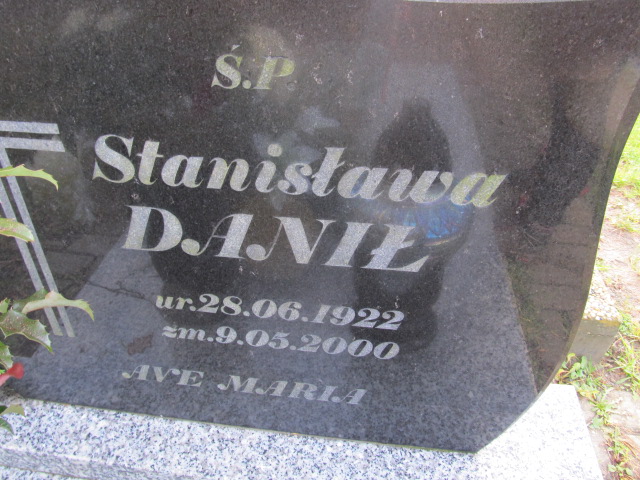 Ś.P.
Stanisława
DANIŁ
ur.28.06.1922
zm.9.05.2000
AVE MARIA